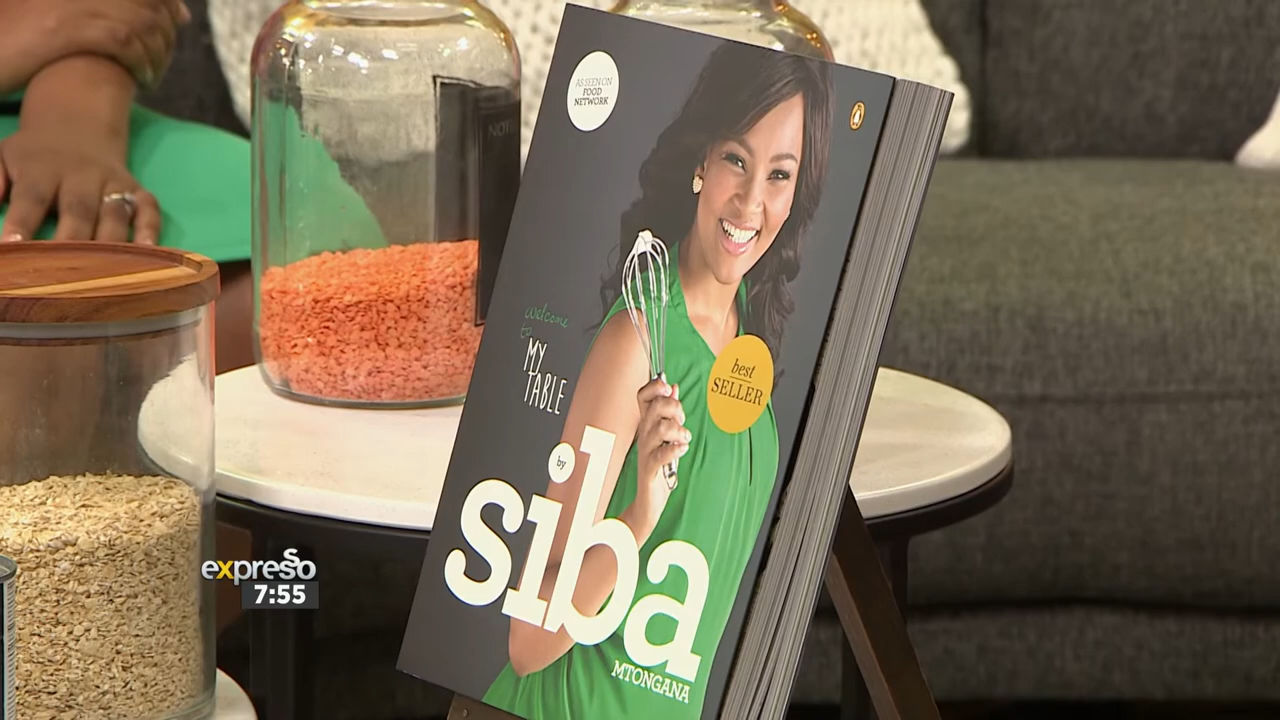 AS SEEN ON
FOOD
NETWORK
welcome
to
MY
TABLE
by
siba
MTONGANA
best
SELLER
expresso
7:55